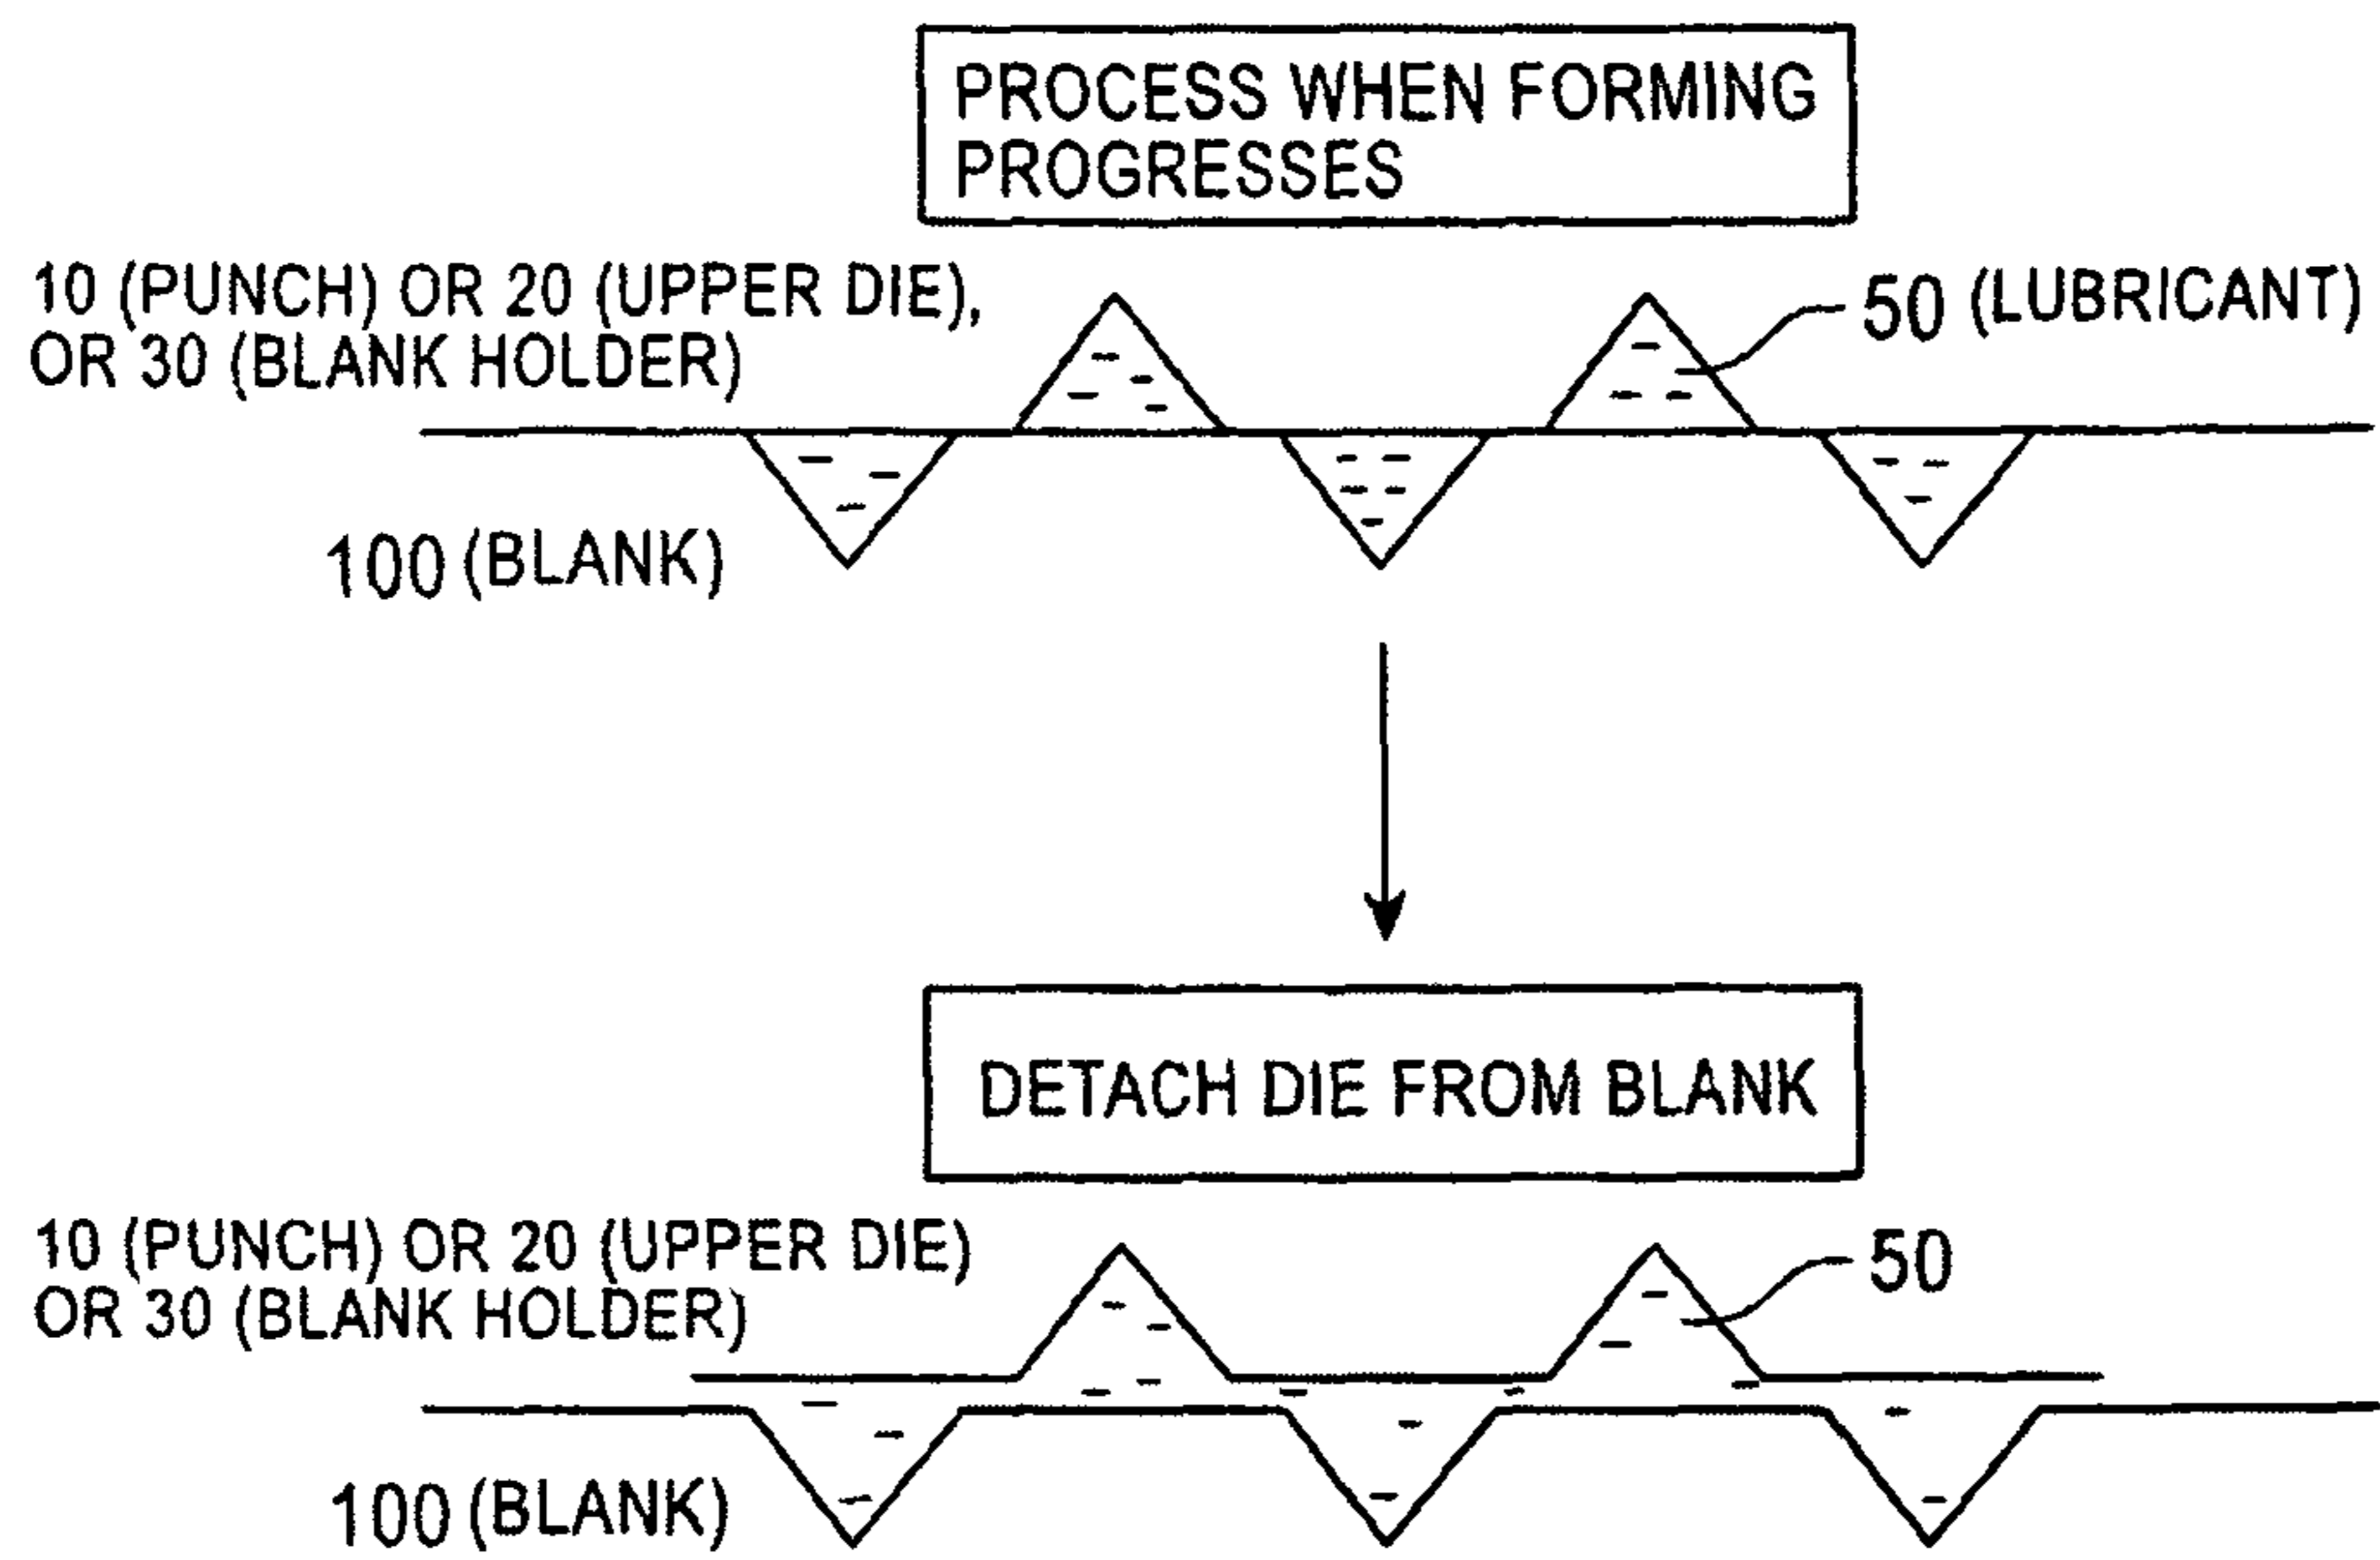 PROCESS WHEN FORMING
PROGRESSES
10 (PUNCH) OR 20 (UPPER DIE),
OR 30 (BLANK HOLDER)
50 (LUBRICANT)
100 (BLANK)
DETACH DIE FROM BLANK
10 (PUNCH) OR 20 (UPPER DIE)
OR 30 (BLANK HOLDER)
50
100 (BLANK)